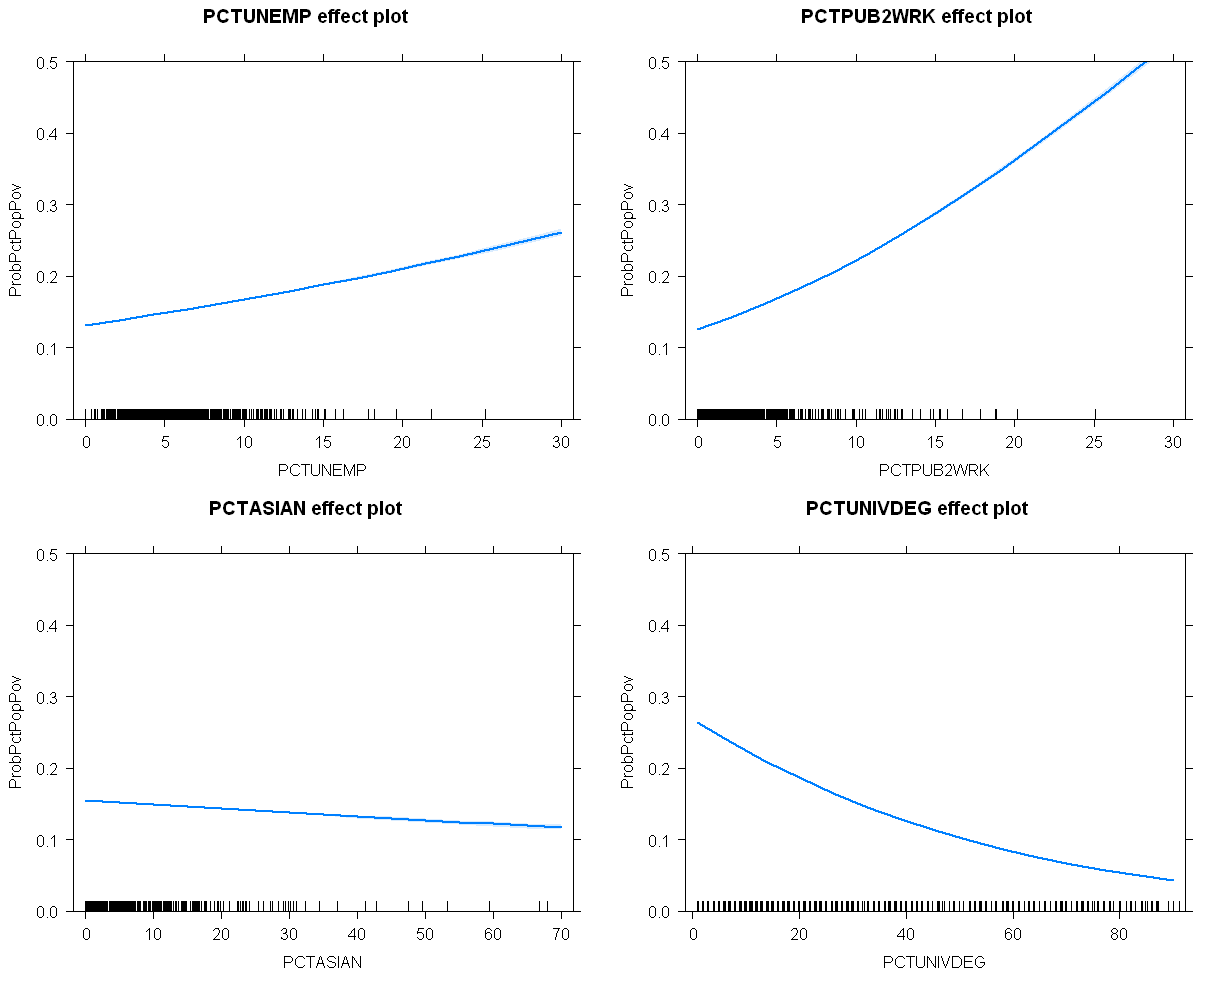 PCTUNEMP effect plot
0.5
0.4
0.3
0.2
0.1
0.0
ProbPctPopPov
0 5 10 15 20 25 30
PCTUNEMP
PCTPUB2WRK effect plot
0.5
0.4
0.3
0.2
0.1
0.0
ProbPctPopPov
0 5 10 15 20 25 30
PCTPUB2WRK
PCTASIAN effect plot
0.5
0.4
0.3
0.2
0.1
0.0
ProbPctPopPov
0 10 20 30 40 50 60 70
PCTASIAN
PCTUNIVDEG effect plot
0.5
0.4
0.3
0.2
0.1
0.0
ProbPctPopPov
0 20 40 60 80
PCTUNIVDEG